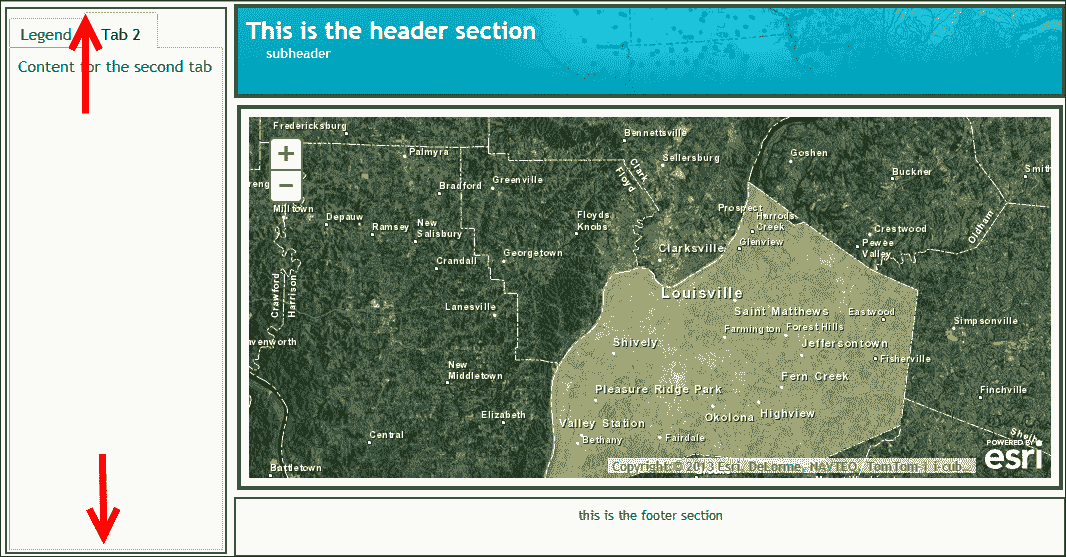 Legend
Tab 2
Content for the second tab
This is the header section
subheader
+
−
Fredericksburg
Palmyra
Bradford
Greenville
Bennettsville
Sellersburg
Clark
Floyd
Goshen
Buckner
Milltown
Depauw
Ramsey
New
Salisbury
Floyds
Knobs
Prospect
Harrods
Creek
Glenview
Crestwood
Pewee
Valley
Oldham
Crandall
Georgetown
Clarksville
Crawford
Harrison
Lanesville
Louisville
Saint Matthews
Eastwood
Farmington
Forest Hills
Simpsonville
Shively
Jeffersontown
Fisherville
New
Middletown
Fern Creek
Pleasure Ridge Park
Finchville
Elizabeth
Okolona
Highview
Valley Station
Bethany
Fairdale
Central
Battletown
POWERED BY
esri
Copyright:© 2013 Esri, DeLorme, NAVTEQ, TomTom
this is the footer section